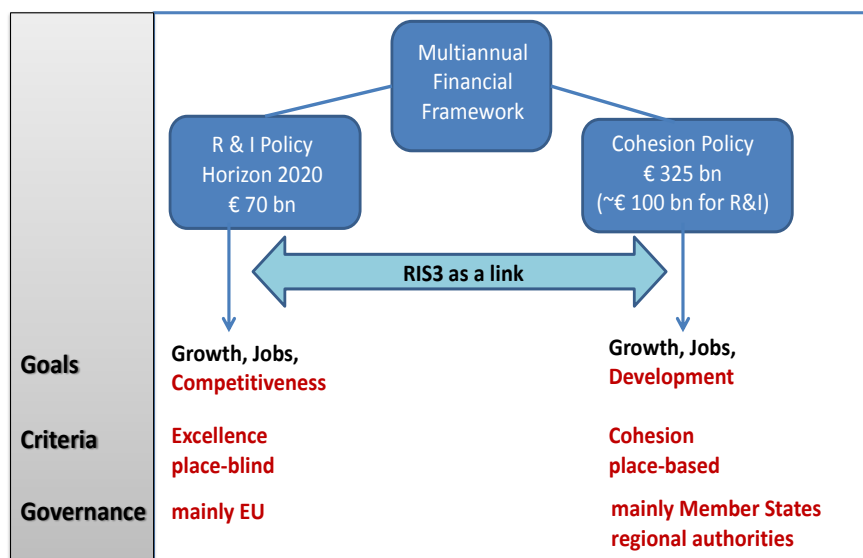 Multiannual
Financial
Framework
R & I Policy
Horizon 2020
€ 70 bn
Cohesion Policy
€ 325 bn
(~€ 100 bn for R&I)
RIS3 as a link
Goals
Growth, Jobs,
Competitiveness
Growth, Jobs,
Development
Criteria
Excellence
place-blind
Cohesion
place-based
Governance
mainly EU
mainly Member States
regional authorities